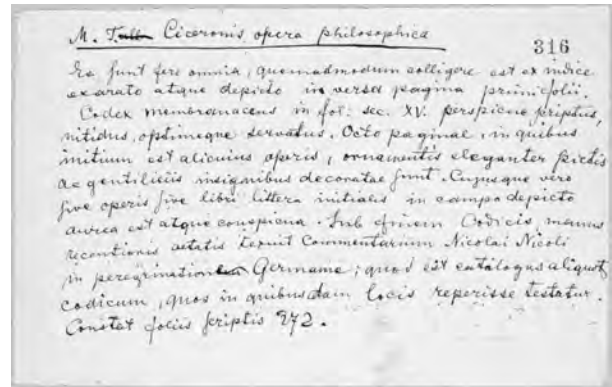 M. Tull. Ciceronis opera philosophica
316
Ea sunt fere omnia, quemadmodum colligere est ex indice
exarato atque depicto in versa pagina primi folii.
Codex membranaceus in fol. sec. XV. perspicue scriptus,
nitidus, optimeque servatus. Octo paginae, in quibus
initium est alicuius operis, ornamentis eleganter pictis
ac gentiliciis insignibus decoratae sunt. Cujusque vero
sive operis sive libri littera initialis in campo depicto
aurea est atque conspicua. Sub finem Codicis manus
recentioris aetatis texuit Commentarium Nicolai Nicoli
in peregrinatione Germaniae; quod est catalogus aliquot
codicum, quos in quibusdam locis reperisse testatur.
Constat foliis scriptis 272.